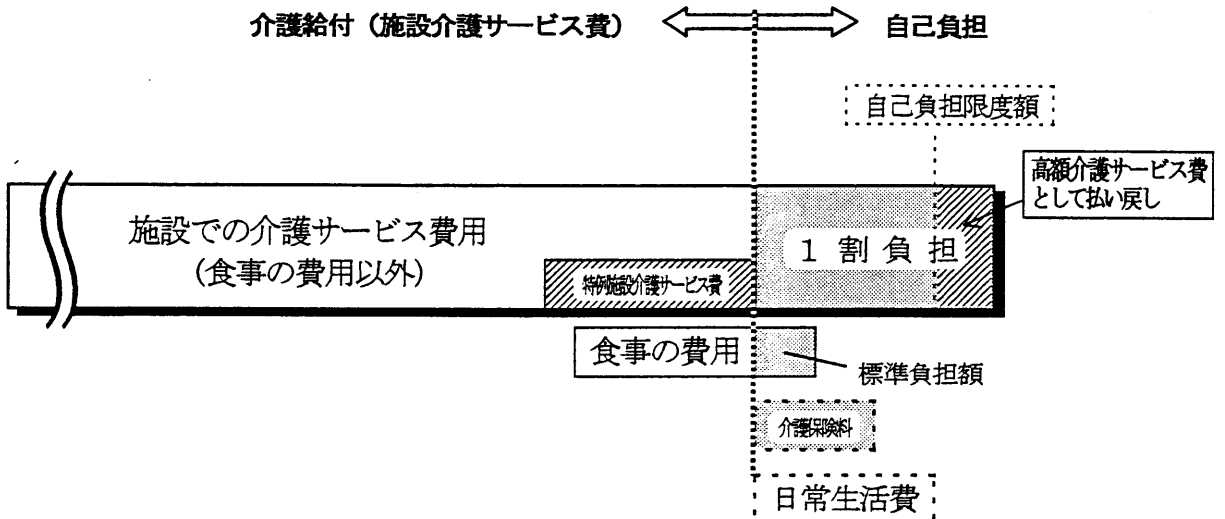 介護給付（施設介護サービス費）
自己負担
自己負担限度額
高額介護サービス費
として払い戻し
施設での介護サービス費用
（食事の費用以外）
1割負担
特例施設介護サービス費
食事の費用
標準負担額
介護保険料
日常生活費